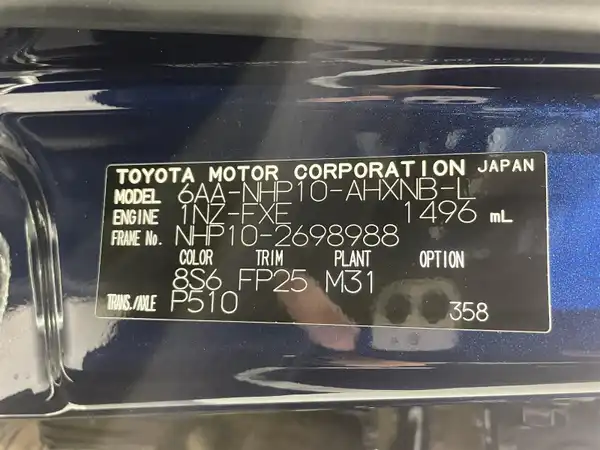 TOYOTA MOTOR CORPORATION JAPAN
MODEL 6AA-NHP10-AHXNB-L
ENGINE 1NZ-FXE 1496 mL
FRAME No. NHP10-2698988
COLOR TRIM PLANT OPTION
8S6 FP25 M31
TRANS./AXLE P510 358